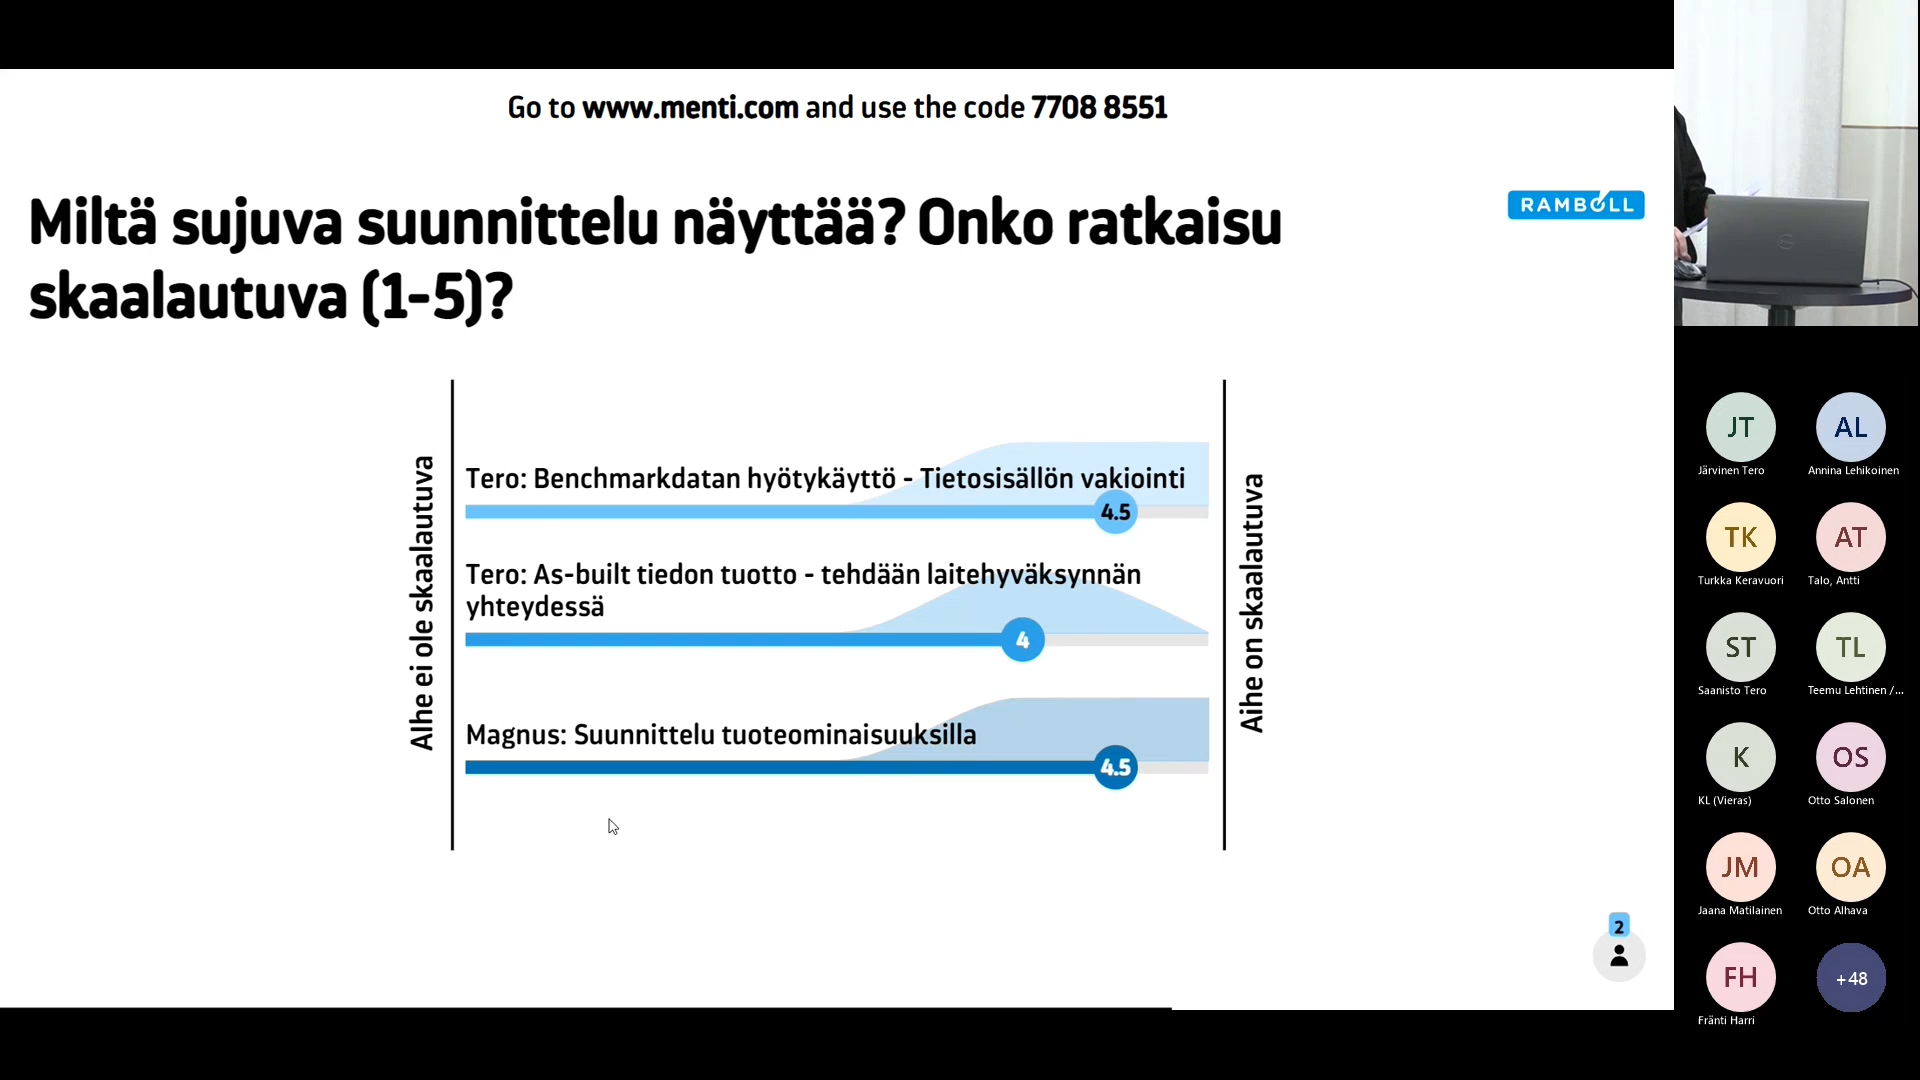 Go to www.menti.com and use the code 7708 8551
Miltä sujuva suunnittelu näyttää? Onko ratkaisu
skaalautuva (1-5)?
RAMBOLL
AIhe ei ole skaalautuva
Tero: Benchmarkdatan hyötykäyttö - Tietosisällön vakiointi
4.5
Tero: As-built tiedon tuotto - tehdään laitehyväksynnän
yhteydessä
4
Magnus: Suunnittelu tuoteominaisuuksilla
4.5
Aihe on skaalautuva
2
JT
Järvinen Tero
AL
Annina Lehikoinen
TK
Turkka Keravuori
AT
Talo, Antti
ST
Saanisto Tero
TL
Teemu Lehtinen /...
K
KL (Vieras)
OS
Otto Salonen
JM
Jaana Matilainen
OA
Otto Alhava
FH
Fränti Harri
+48